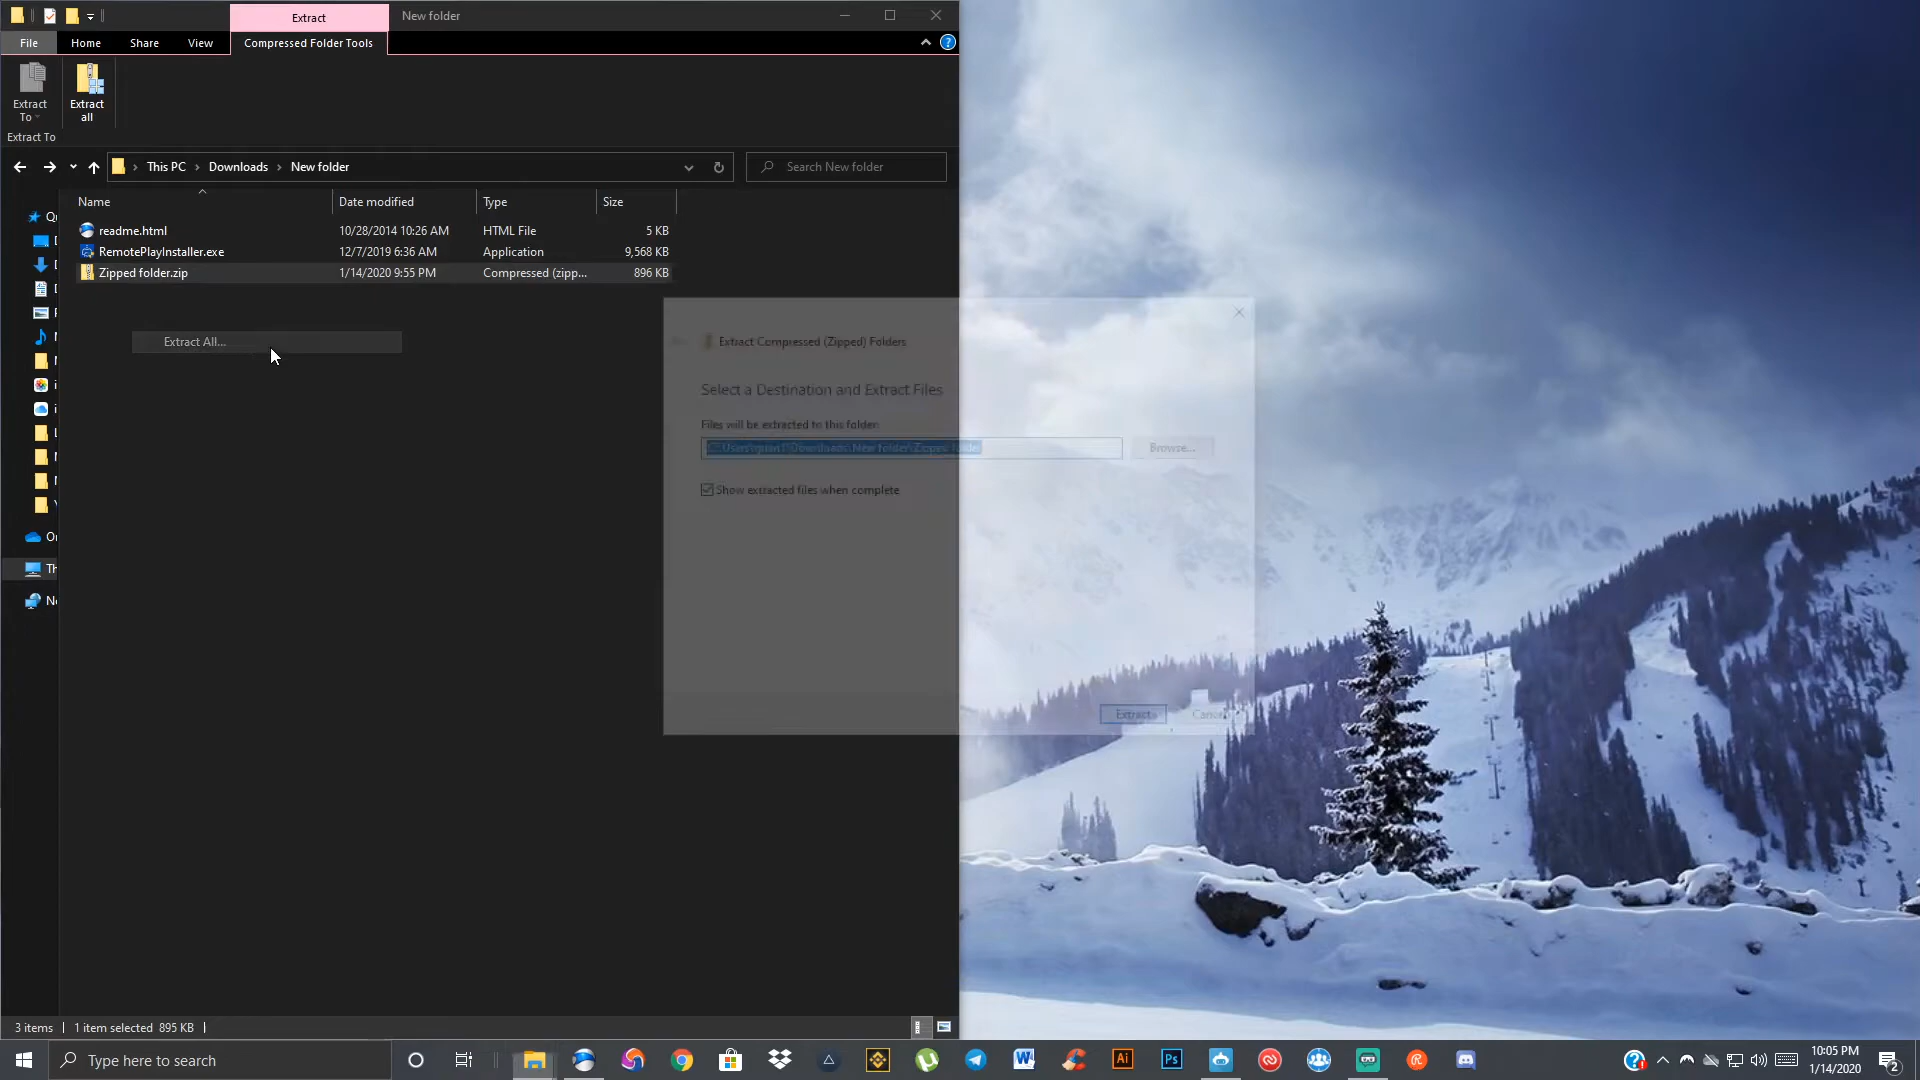 Extract
New folder
File
Home
Share
View
Compressed Folder Tools
Extract
To
Extract
all
Extract To
This PC
Downloads
New folder
Search New folder
Name
Date modified
Type
Size
readme.html
10/28/2014 10:26 AM
HTML File
5 KB
RemotePlayInstaller.exe
12/7/2019 6:36 AM
Application
9,568 KB
Zipped folder.zip
1/14/2020 9:55 PM
Compressed (zipp...
896 KB
Extract All...
Extract Compressed (Zipped) Folders
Select a Destination and Extract Files
Files will be extracted to this folder:
Browse...
Show extracted files when complete
Extract
Cancel
3 items
1 item selected 895 KB
Type here to search
Ai
Ps
10:05 PM
1/14/2020
2